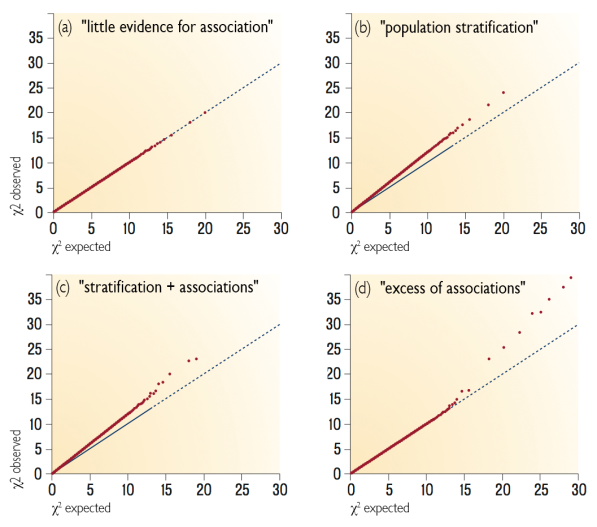 (a) "little evidence for association"
35
30
25
20
15
10
5
0
χ2 observed
0 5 10 15 20 25 30
χ² expected
(b) "population stratification"
35
30
25
20
15
10
5
0
0 5 10 15 20 25 30
χ² expected
(c) "stratification + associations"
35
30
25
20
15
10
5
0
χ2 observed
0 5 10 15 20 25 30
χ² expected
(d) "excess of associations"
35
30
25
20
15
10
5
0
0 5 10 15 20 25 30
χ² expected